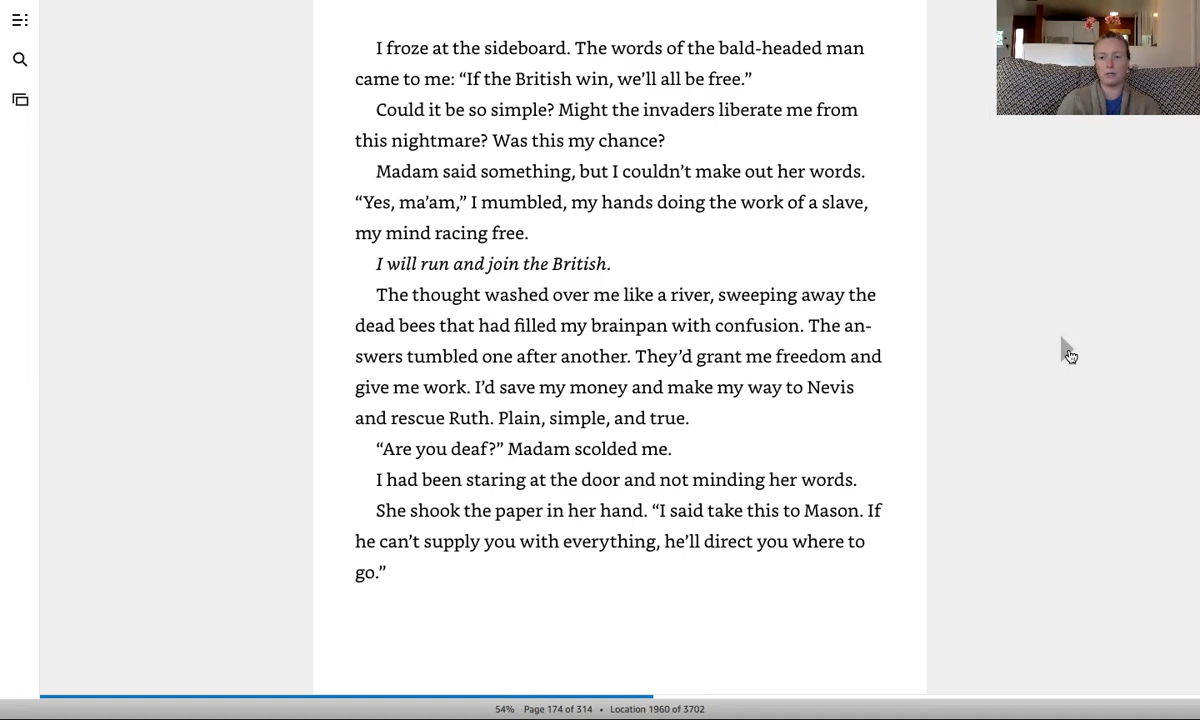 I froze at the sideboard. The words of the bald-headed man
came to me: “If the British win, we’ll all be free.”
Could it be so simple? Might the invaders liberate me from
this nightmare? Was this my chance?
Madam said something, but I couldn’t make out her words.
“Yes, ma’am,” I mumbled, my hands doing the work of a slave,
my mind racing free.
I will run and join the British.
The thought washed over me like a river, sweeping away the
dead bees that had filled my brainpan with confusion. The an-
swers tumbled one after another. They’d grant me freedom and
give me work. I’d save my money and make my way to Nevis
and rescue Ruth. Plain, simple, and true.
“Are you deaf?” Madam scolded me.
I had been staring at the door and not minding her words.
She shook the paper in her hand. “I said take this to Mason. If
he can’t supply you with everything, he’ll direct you where to
go.”
54% Page 174 of 314 • Location 1960 of 3702